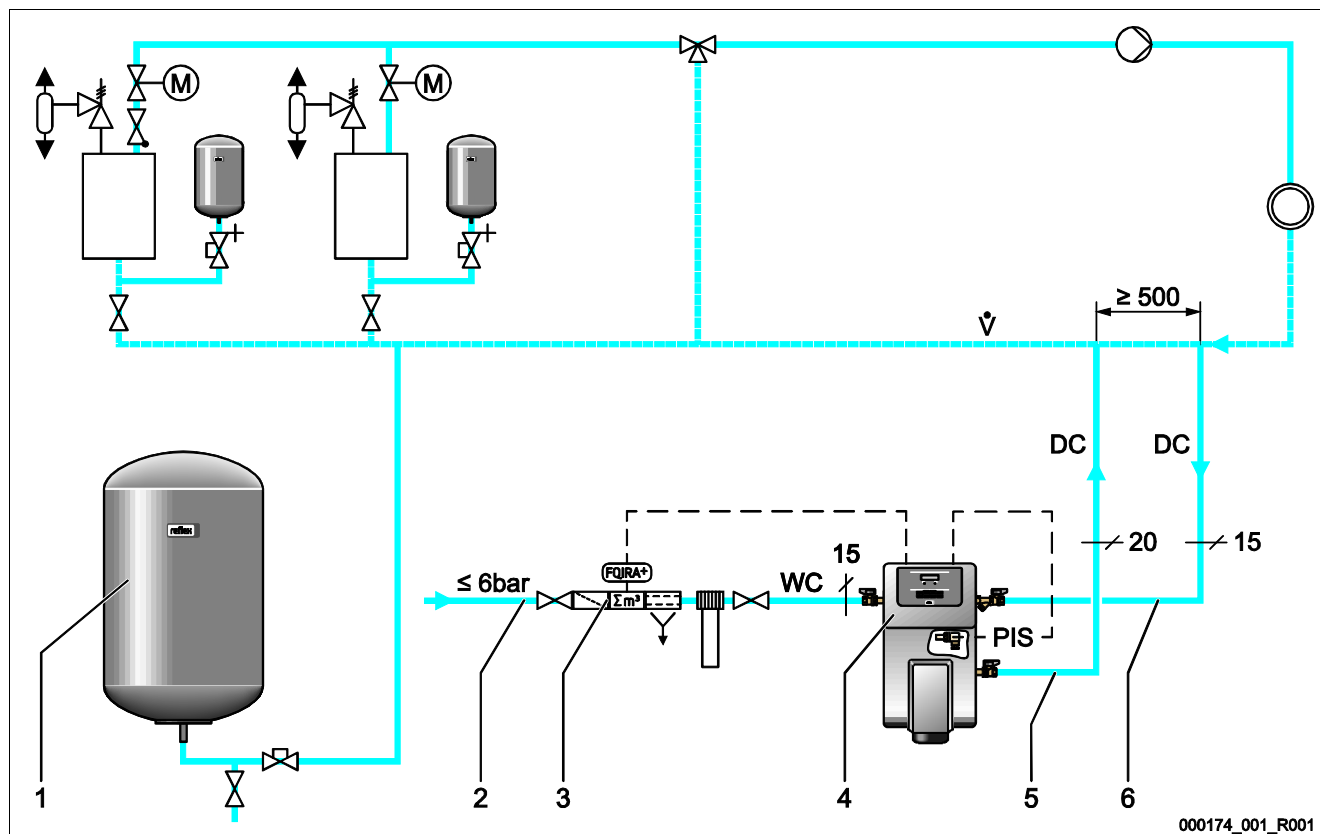 M
M
≥ 500
V̇
DC
DC
reflex
20
15
15
FQIRA+
≤ 6bar
Σm³
WC
PIS
1
2
3
4
5
6
000174_001_R001